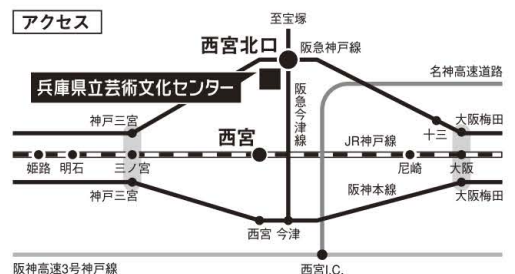 アクセス
至宝塚
西宮北口
阪急神戸線
名神高速道路
兵庫県立芸術文化センター
阪急今津線
神戸三宮
十三
大阪梅田
西宮
JR神戸線
姫路
明石
三ノ宮
尼崎
大阪
神戸三宮
阪神本線
大阪梅田
西宮
今津
阪神高速3号神戸線
西宮I.C.